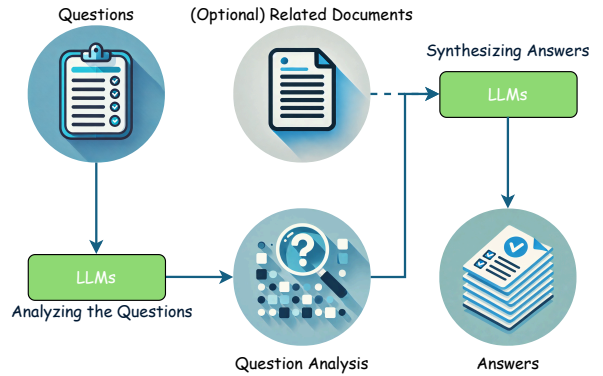 Questions
(Optional) Related Documents
Synthesizing Answers
LLMs
LLMs
Analyzing the Questions
Question Analysis
Answers